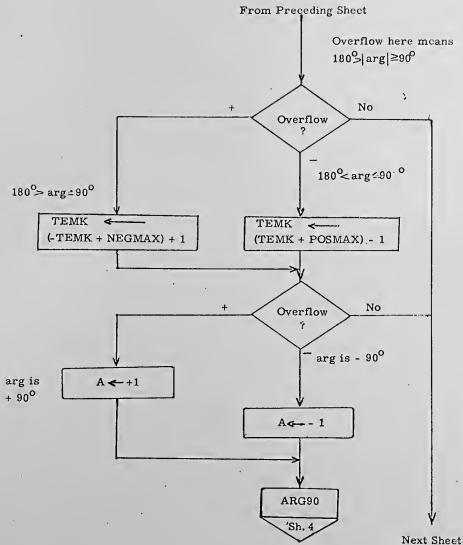 From Preceding Sheet
Overflow here means
180°>|arg|≥90°
+
No
Overflow
?
−
180°<arg≤90°
180°>arg≥90°
TEMK ←
(-TEMK + NEGMAX) + 1
TEMK ←
(TEMK + POSMAX) - 1
+
No
Overflow
?
−
arg is - 90°
arg is
+ 90°
A ← +1
A ← - 1
ARG90
Sh. 4
Next Sheet